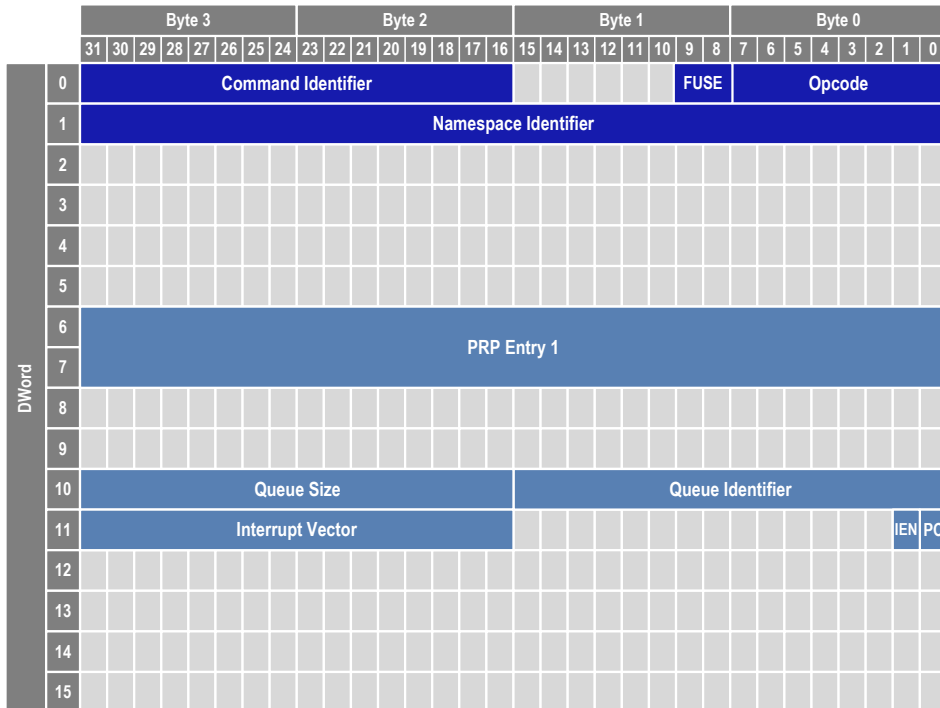 Byte 3 Byte 2 Byte 1 Byte 0
31 30 29 28 27 26 25 24 23 22 21 20 19 18 17 16 15 14 13 12 11 10 9 8 7 6 5 4 3 2 1 0
DWord
0 Command Identifier FUSE Opcode
1 Namespace Identifier
2
3
4
5
6
PRP Entry 1
7
8
9
10 Queue Size Queue Identifier
11 Interrupt Vector IEN PC
12
13
14
15